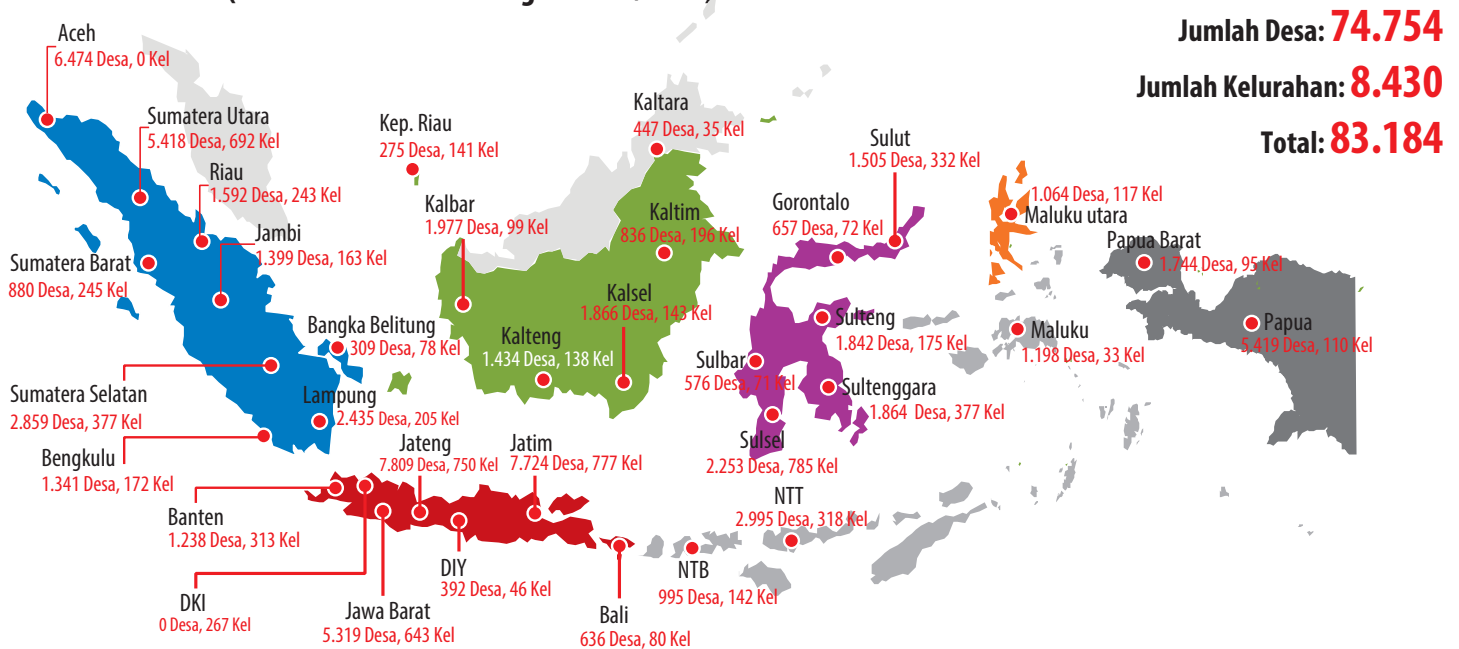 Jumlah Desa: 74.754
Jumlah Kelurahan: 8.430
Total: 83.184
Aceh
6.474 Desa, 0 Kel
Sumatera Utara
5.418 Desa, 692 Kel
Riau
1.592 Desa, 243 Kel
Jambi
1.399 Desa, 163 Kel
Sumatera Barat
880 Desa, 245 Kel
Kep. Riau
275 Desa, 141 Kel
Bangka Belitung
309 Desa, 78 Kel
Sumatera Selatan
2.859 Desa, 377 Kel
Lampung
2.435 Desa, 205 Kel
Bengkulu
1.341 Desa, 172 Kel
Kaltara
447 Desa, 35 Kel
Kalbar
1.977 Desa, 99 Kel
Kaltim
836 Desa, 196 Kel
Kalsel
1.866 Desa, 143 Kel
Kalteng
1.434 Desa, 138 Kel
Sulut
1.505 Desa, 332 Kel
Gorontalo
657 Desa, 72 Kel
Sulteng
1.842 Desa, 175 Kel
Sulbar
576 Desa, 71 Kel
Sultenggara
1.864 Desa, 377 Kel
Sulsel
2.253 Desa, 785 Kel
1.064 Desa, 117 Kel
Maluku utara
Papua Barat
1.744 Desa, 95 Kel
Maluku
1.198 Desa, 33 Kel
Papua
5.419 Desa, 110 Kel
Jateng
7.809 Desa, 750 Kel
Jatim
7.724 Desa, 777 Kel
Banten
1.238 Desa, 313 Kel
DKI
0 Desa, 267 Kel
Jawa Barat
5.319 Desa, 643 Kel
DIY
392 Desa, 46 Kel
Bali
636 Desa, 80 Kel
NTB
995 Desa, 142 Kel
NTT
2.995 Desa, 318 Kel